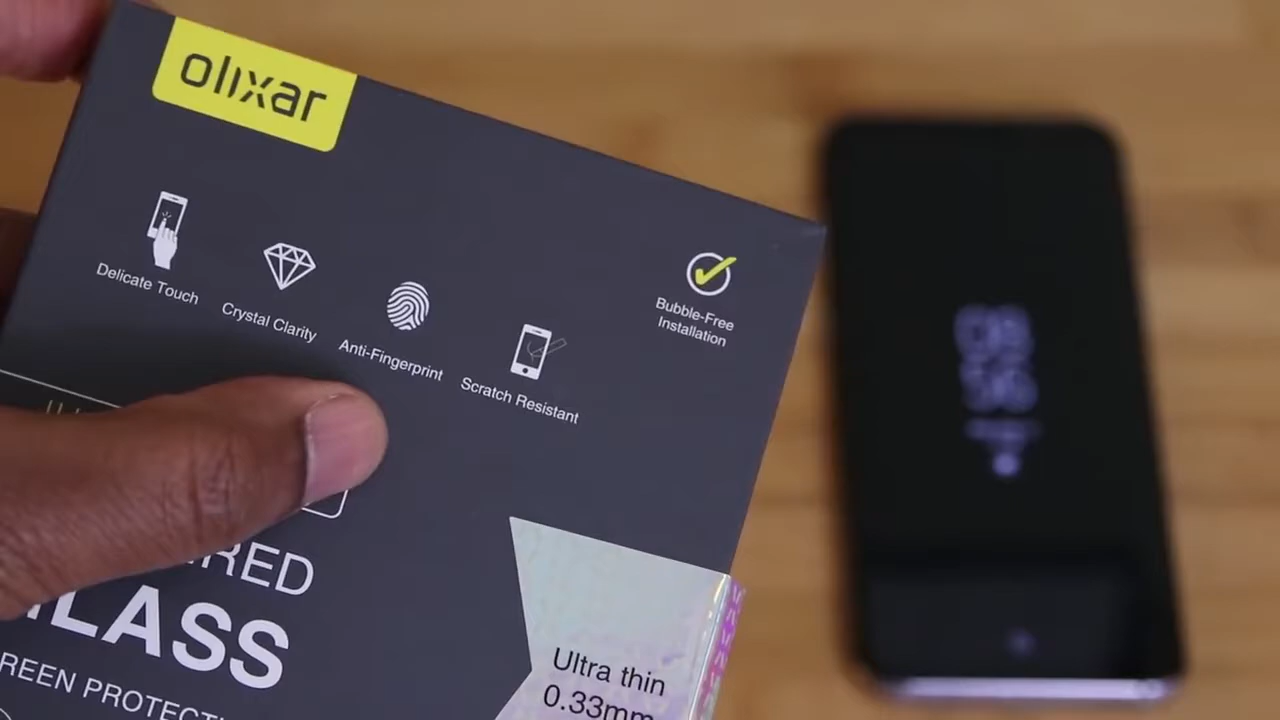 olixar
Delicate Touch
Crystal Clarity
Anti-Fingerprint
Scratch Resistant
Bubble-Free
Installation
RED
LASS
REEN PROTECT
Ultra thin
0.33mm